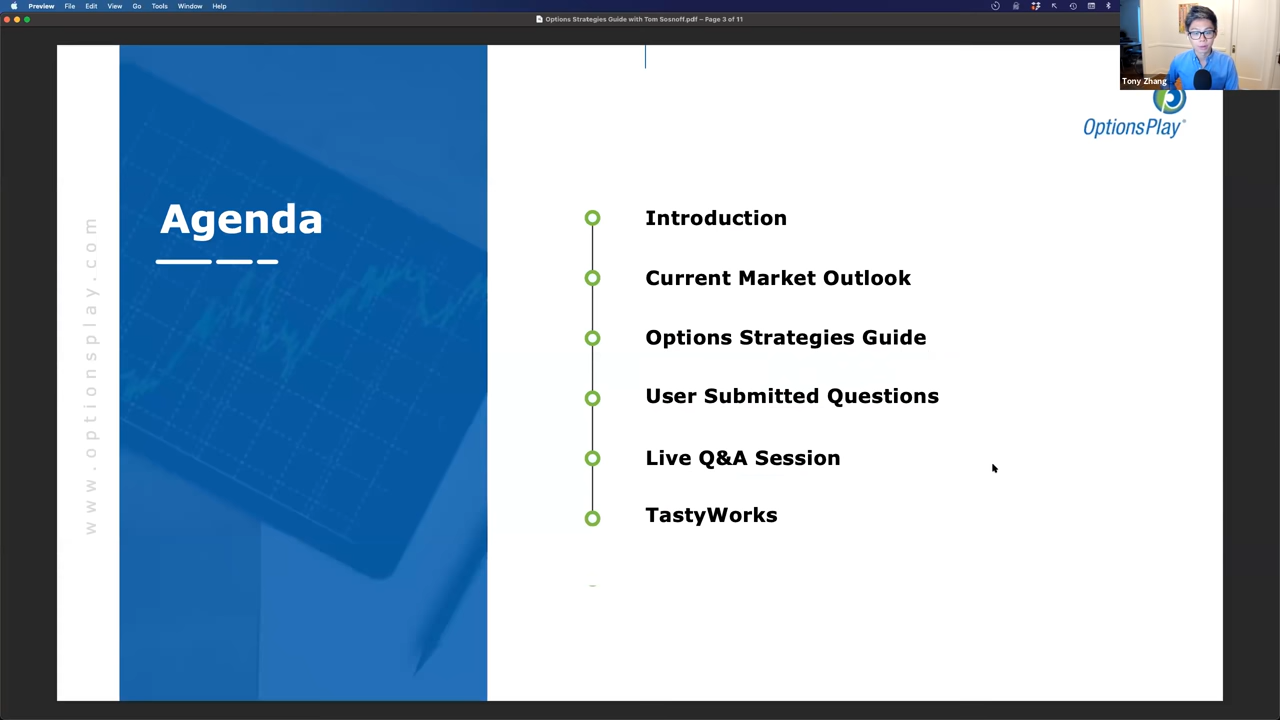 Preview File Edit View Go Tools Window Help
Options Strategies Guide with Tom Sosnoff.pdf – Page 3 of 11
Tony Zhang
OptionsPlay®
www.optionsplay.com
Agenda
Introduction
Current Market Outlook
Options Strategies Guide
User Submitted Questions
Live Q&A Session
TastyWorks